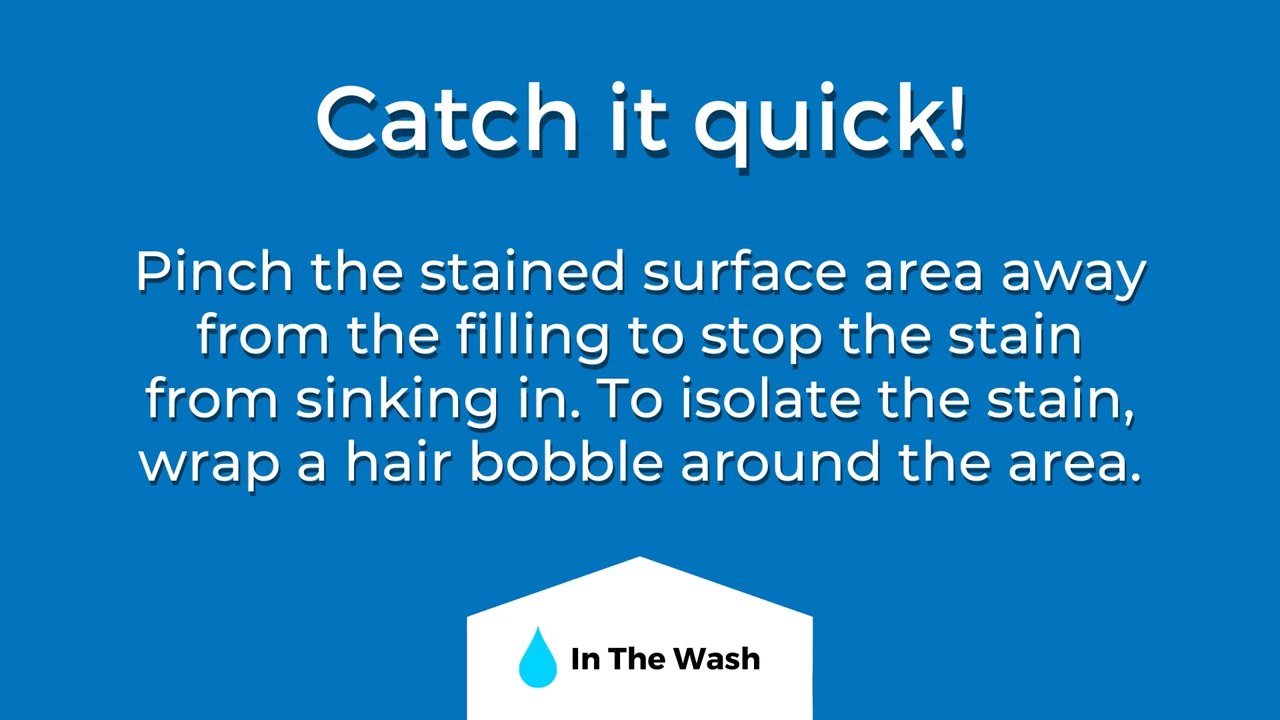 Catch it quick!
Pinch the stained surface area away
from the filling to stop the stain
from sinking in. To isolate the stain,
wrap a hair bobble around the area.
In The Wash